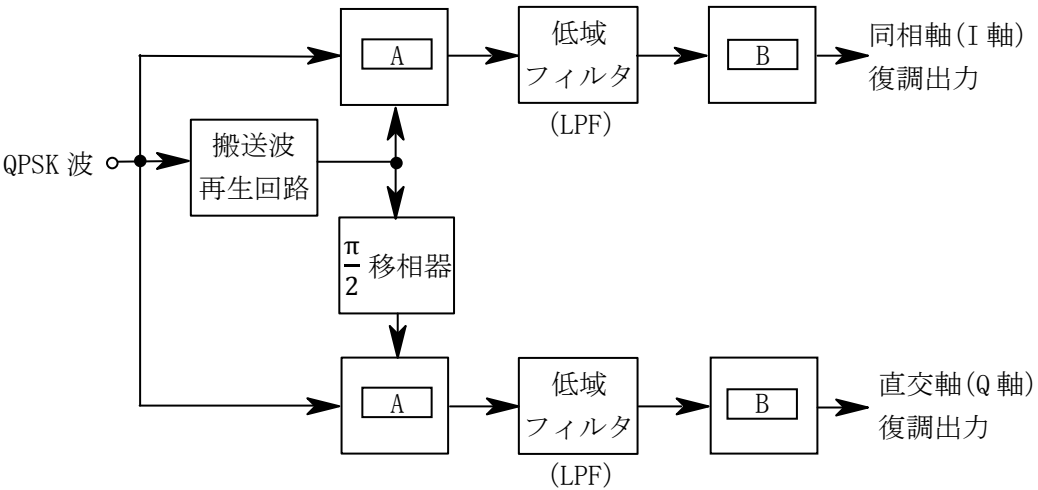 A
低域
フィルタ
(LPF)
B
同相軸(I 軸)
復調出力
QPSK 波
搬送波
再生回路
π/2 移相器
A
低域
フィルタ
(LPF)
B
直交軸(Q 軸)
復調出力